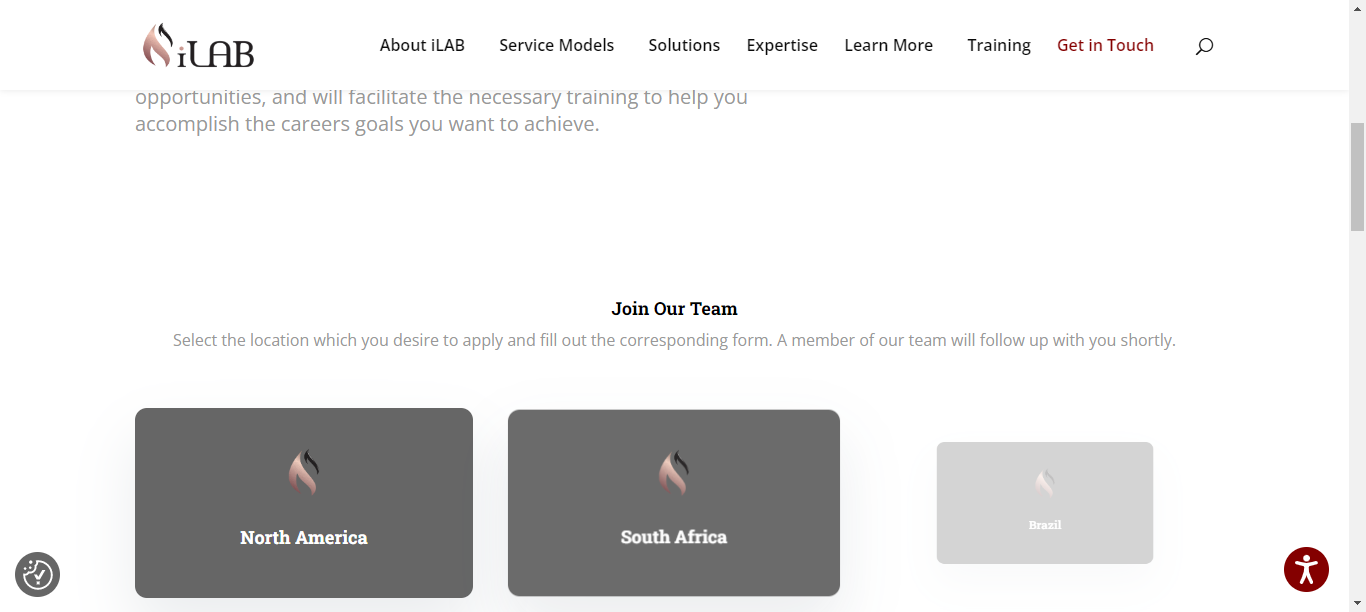 iLAB
About iLAB Service Models Solutions Expertise Learn More Training Get in Touch
opportunities, and will facilitate the necessary training to help you
accomplish the careers goals you want to achieve.
Join Our Team
Select the location which you desire to apply and fill out the corresponding form. A member of our team will follow up with you shortly.
North America
South Africa
Brazil